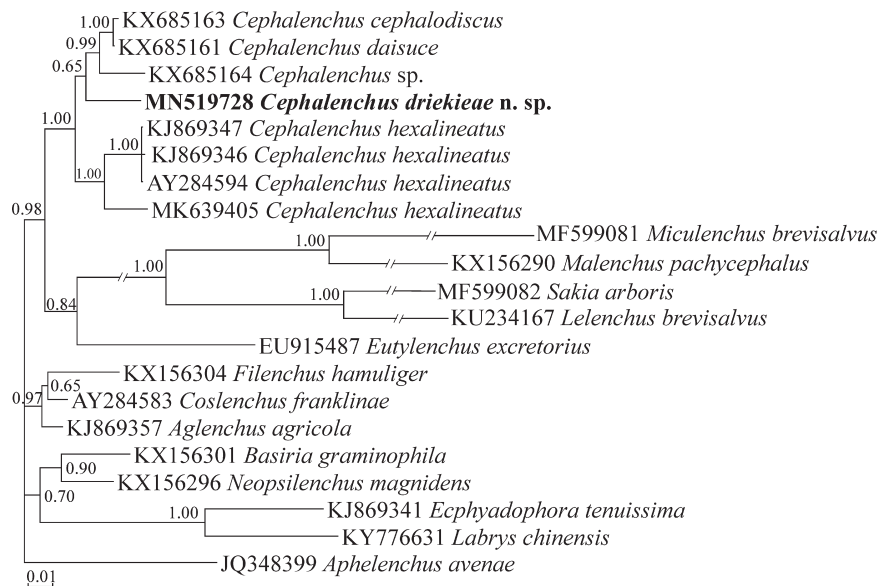 1.00 KX685163 Cephalenchus cephalodiscus
0.99 KX685161 Cephalenchus daisuce
0.65 KX685164 Cephalenchus sp.
MN519728 Cephalenchus driekieae n. sp.
1.00 KJ869347 Cephalenchus hexalineatus
1.00 KJ869346 Cephalenchus hexalineatus
1.00 AY284594 Cephalenchus hexalineatus
MK639405 Cephalenchus hexalineatus
0.98
MF599081 Miculenchus brevisalvus
1.00
KX156290 Malenchus pachycephalus
1.00
MF599082 Sakia arboris
1.00
KU234167 Lelenchus brevisalvus
0.84
EU915487 Eutylenchus excretorius
KX156304 Filenchus hamuliger
0.65
0.97 AY284583 Coslenchus franklinae
KJ869357 Aglenchus agricola
KX156301 Basiria graminophila
0.90
KX156296 Neopsilenchus magnidens
0.70
1.00 KJ869341 Ecphyadophora tenuissima
KY776631 Labrys chinensis
JQ348399 Aphelenchus avenae
0.01